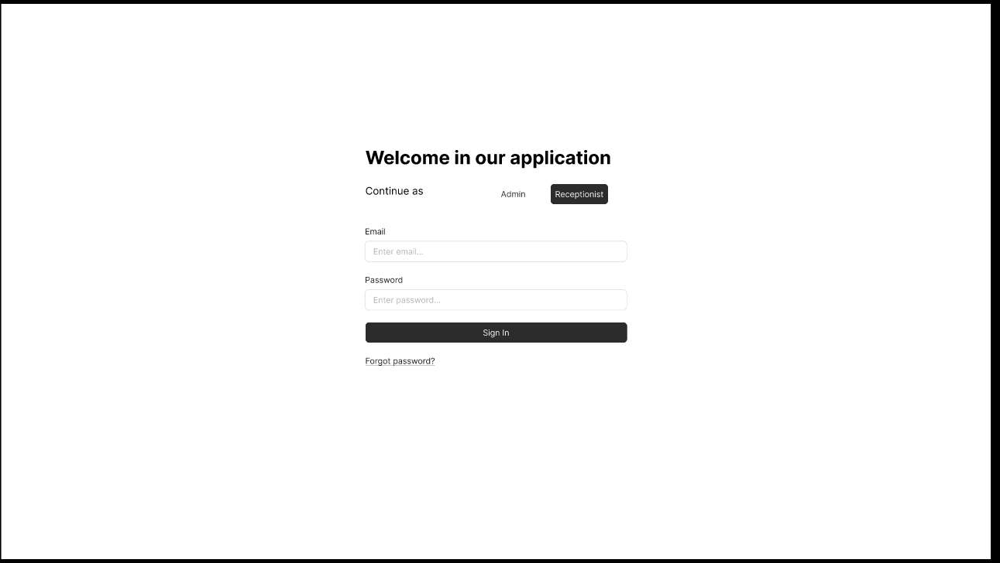 Welcome in our application
Continue as Admin Receptionist
Email
Enter email...
Password
Enter password...
Sign In
Forgot password?